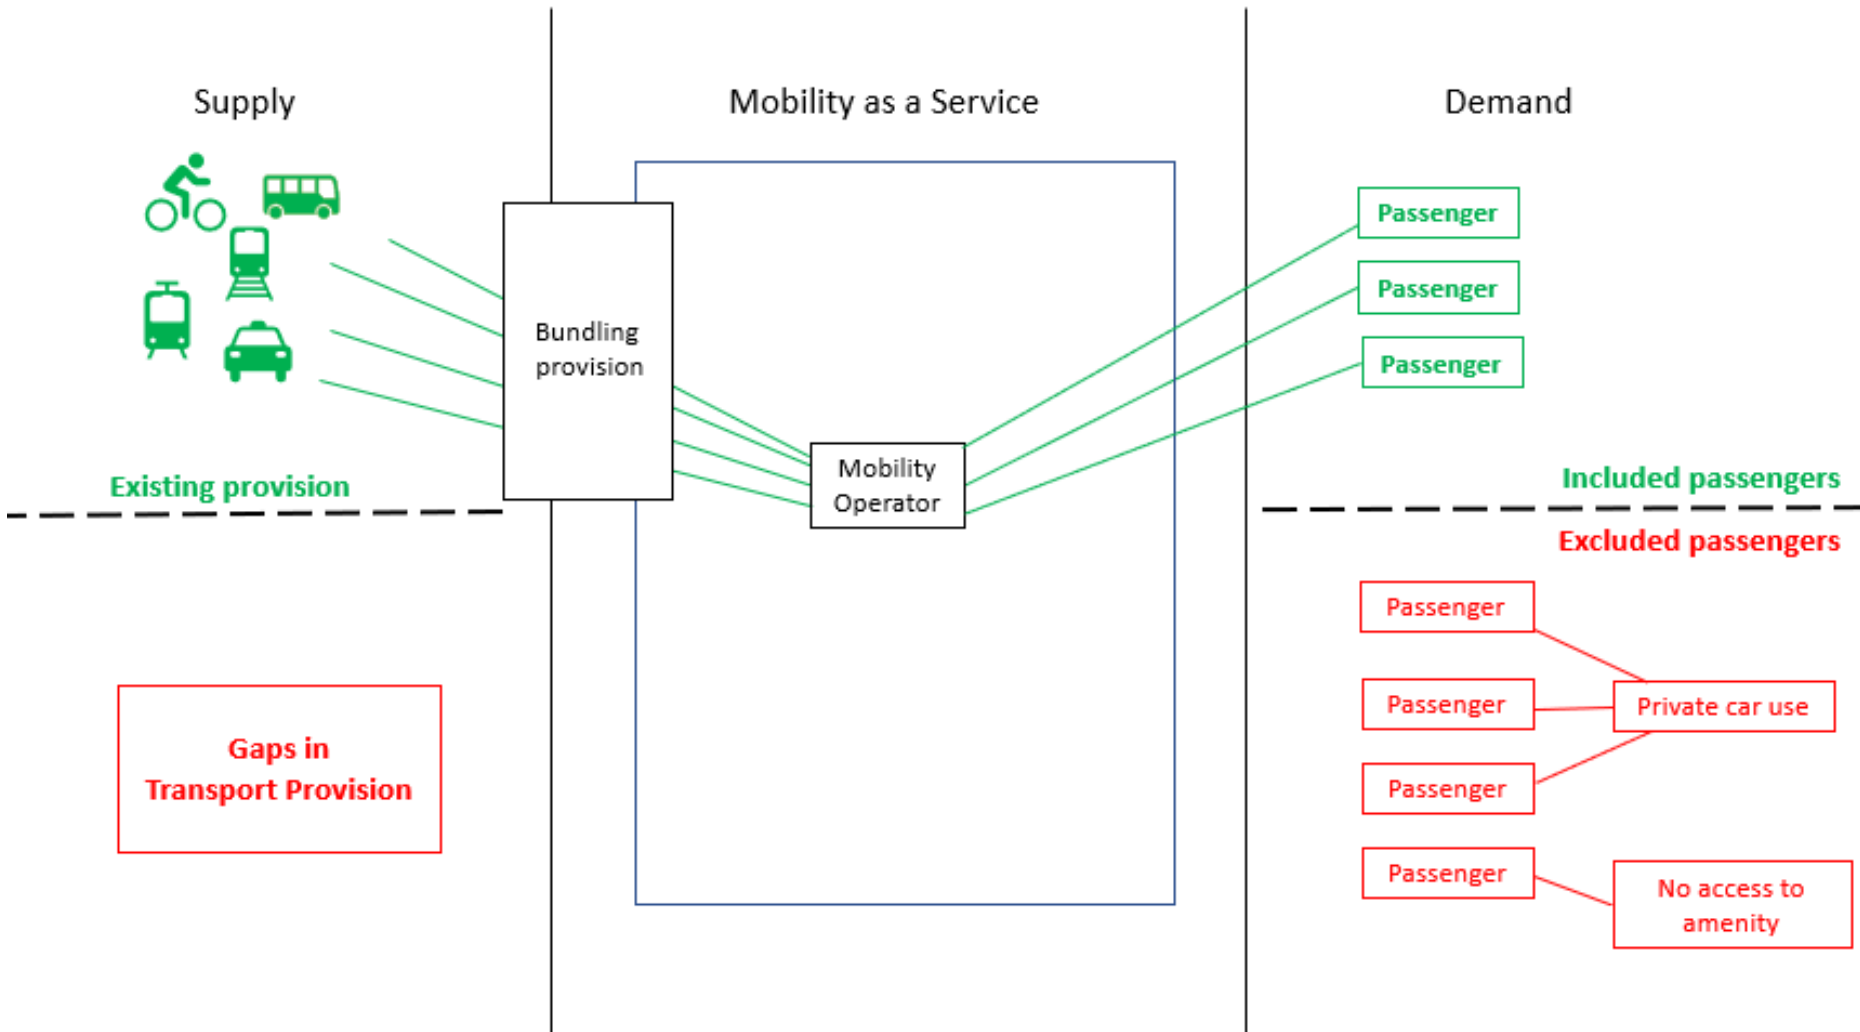 Supply
Mobility as a Service
Demand
Bundling
provision
Mobility
Operator
Passenger
Passenger
Passenger
Existing provision
Included passengers
Excluded passengers
Gaps in
Transport Provision
Passenger
Passenger
Passenger
Passenger
Private car use
No access to
amenity